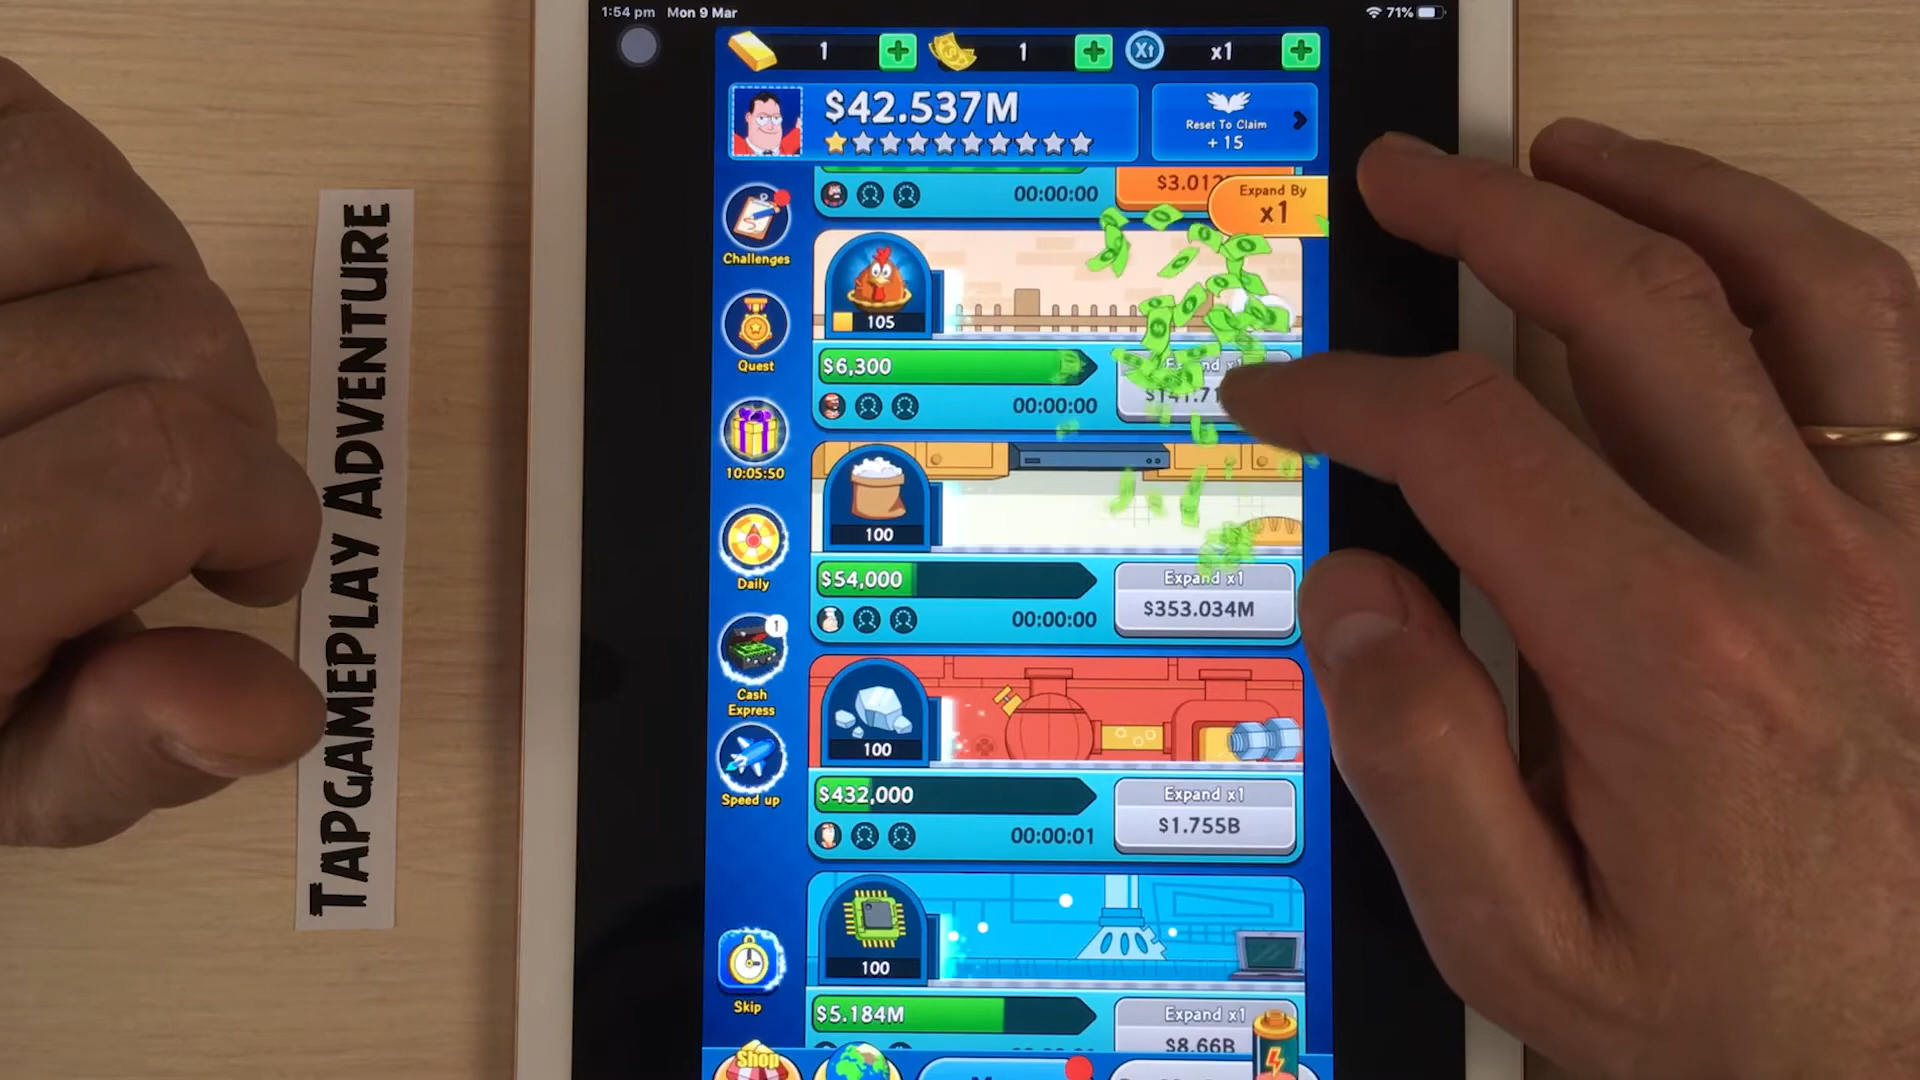 1:54 pm Mon 9 Mar
71%
1
1
x1
$42.537M
Reset To Claim
+ 15
00:00:00
Expand By
x1
Challenges
105
Quest
$6,300
00:00:00
10:05:50
100
Daily
$54,000
Expand x1
$353.034M
00:00:00
1
Cash
Express
100
Speed up
$432,000
Expand x1
$1.755B
00:00:01
100
Skip
$5.184M
Expand x1
$8.66B
Shop
TAPGAMEPLAY ADVENTURE